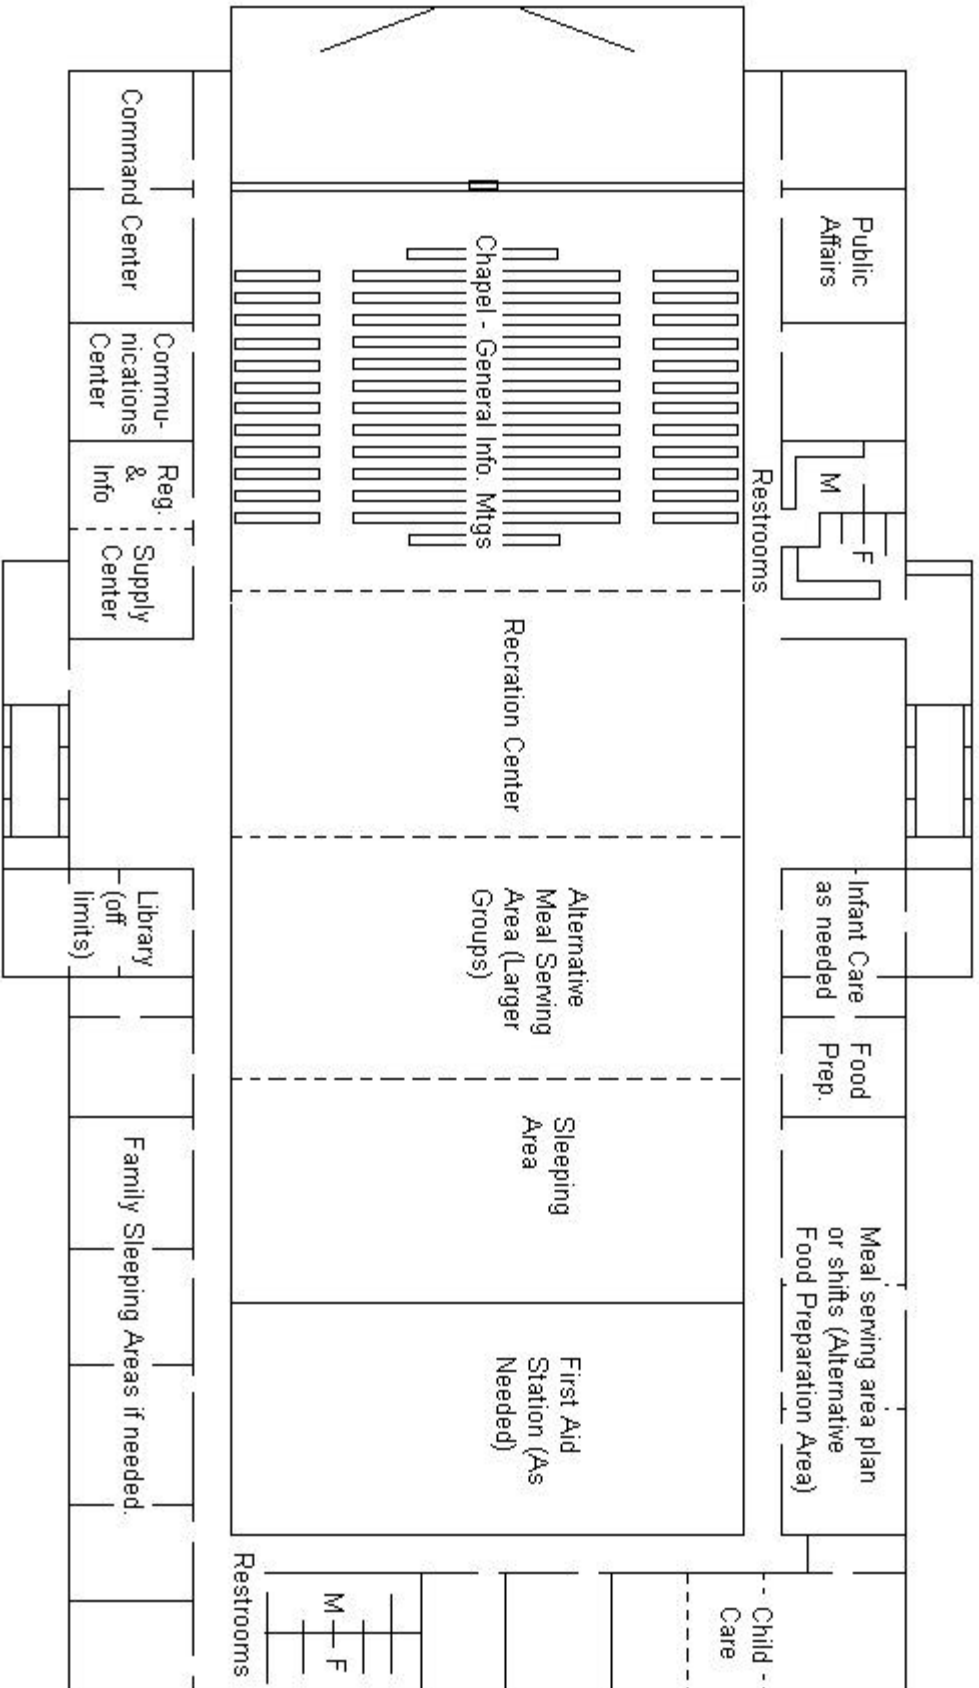 Public
Affairs
Restrooms
M
F
Infant Care
as needed
Food
Prep.
Meal serving area plan
or shifts (Alternative
Food Preparation Area)
Child
Care
Chapel - General Info. Mtgs
Recration Center
Alternative
Meal Serving
Area (Larger
Groups)
Sleeping
Area
First Aid
Station (As
Needed)
Restrooms
M
F
Command Center
Commu-
nications
Center
Reg.
&
Info
Supply
Center
Library
(off
limits)
Family Sleeping Areas if needed.